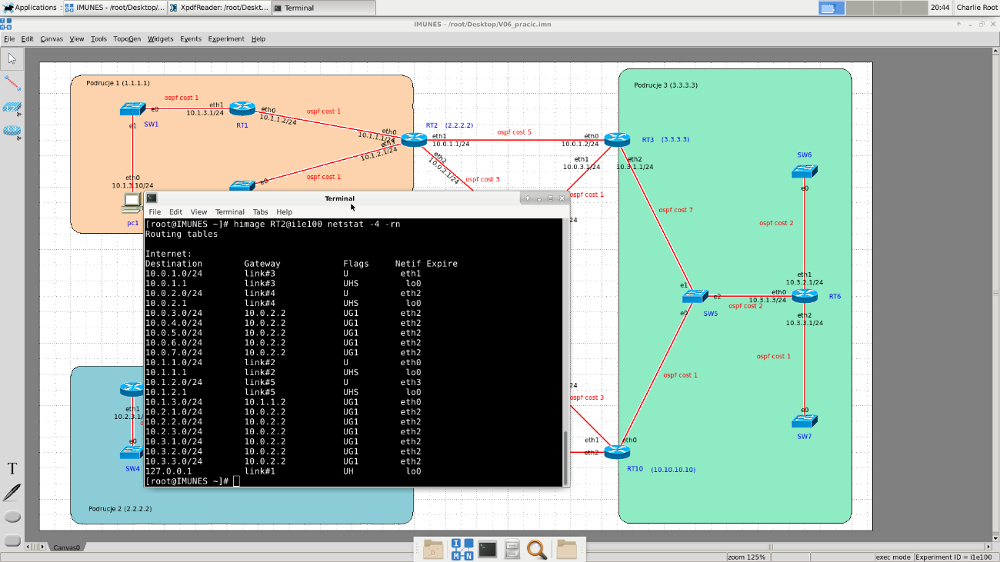 Applications
IMUNES - /root/Desktop/...
XpdfReader: /root/Deskt...
Terminal
20:44
Charlie Root
IMUNES - /root/Desktop/V06_pracic.imn
File Edit Canvas View Tools TopoGen Widgets Events Experiment Help
Podrucje 1 (1.1.1.1)
ospf cost 1
e0
eth1
10.1.3.1/24
SW1
e1
RT1
eth0
10.1.1.2/24
ospf cost 1
eth0
10.1.1.1/24
10.1.2.1/24
ospf cost 1
e0
eth0
10.1.3.10/24
pc1
RT2 (2.2.2.2)
eth1
10.0.1.1/24
ospf cost 5
eth2
10.0.2.1/24
ospf cost 3
eth0
10.0.1.2/24
RT3 (3.3.3.3)
eth1
10.0.3.1/24
eth2
10.3.1.1/24
ospf cost 1
Podrucje 3 (3.3.3.3)
ospf cost 7
SW6
e0
ospf cost 2
eth1
10.3.2.1/24
eth0
10.3.1.3/24
RT6
eth2
10.3.3.1/24
e1
e2
ospf cost 2
e0
SW5
ospf cost 1
ospf cost 1
e0
SW7
ospf cost 3
eth1
eth0
eth2
RT10 (10.10.10.10)
eth1
10.2.3.1/
e0
SW4
Podrucje 2 (2.2.2.2)
Terminal
File Edit View Terminal Tabs Help
[root@IMUNES ~]# himage RT2@i1e100 netstat -4 -rn
Routing tables
Internet:
Destination Gateway Flags Netif Expire
10.0.1.0/24 link#3 U eth1
10.0.1.1 link#3 UHS lo0
10.0.2.0/24 link#4 U eth2
10.0.2.1 link#4 UHS lo0
10.0.3.0/24 10.0.2.2 UG1 eth2
10.0.4.0/24 10.0.2.2 UG1 eth2
10.0.5.0/24 10.0.2.2 UG1 eth2
10.0.6.0/24 10.0.2.2 UG1 eth2
10.0.7.0/24 10.0.2.2 UG1 eth2
10.1.1.0/24 link#2 U eth0
10.1.1.1 link#2 UHS lo0
10.1.2.0/24 link#5 U eth3
10.1.2.1 link#5 UHS lo0
10.1.3.0/24 10.1.1.2 UG1 eth0
10.2.1.0/24 10.0.2.2 UG1 eth2
10.2.2.0/24 10.0.2.2 UG1 eth2
10.2.3.0/24 10.0.2.2 UG1 eth2
10.3.1.0/24 10.0.2.2 UG1 eth2
10.3.2.0/24 10.0.2.2 UG1 eth2
10.3.3.0/24 10.0.2.2 UG1 eth2
127.0.0.1 link#1 UH lo0
[root@IMUNES ~]#
T
Canvas0
zoom 125%
exec mode
Experiment ID = i1e100